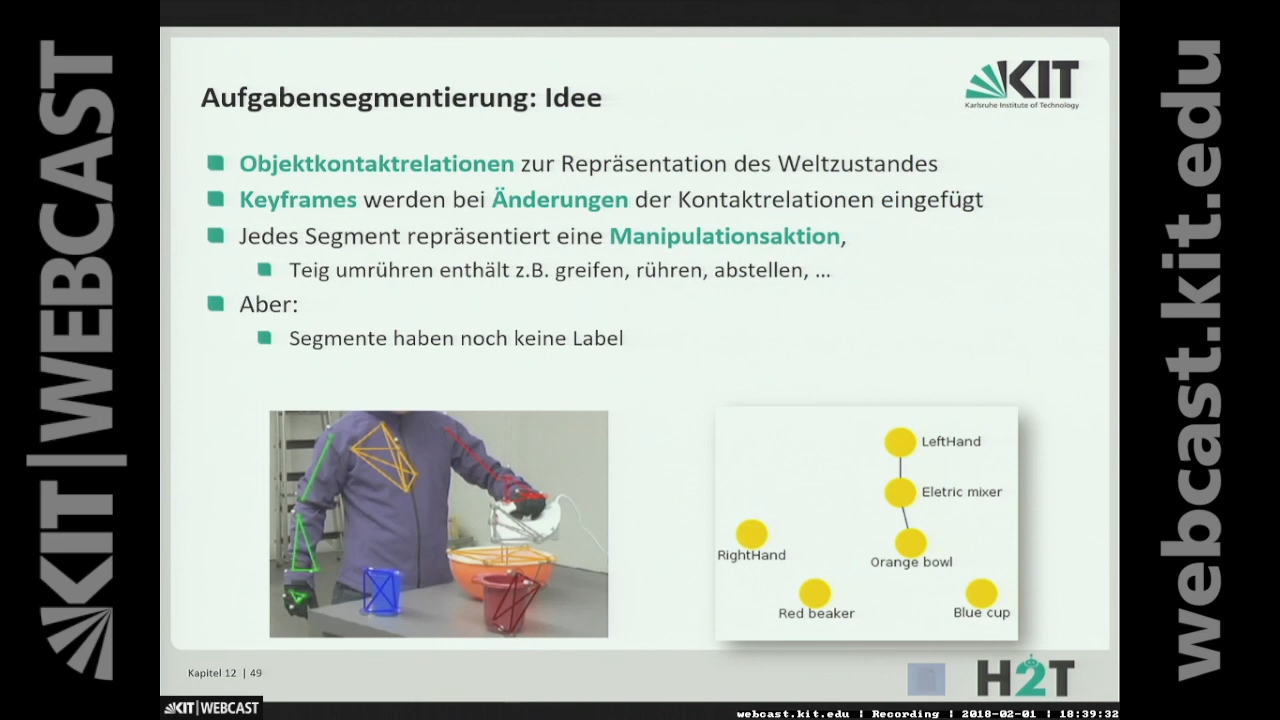 KIT|WEBCAST
KIT
Karlsruhe Institute of Technology
Aufgabensegmentierung: Idee
Objektkontaktrelationen zur Repräsentation des Weltzustandes
Keyframes werden bei Änderungen der Kontaktrelationen eingefügt
Jedes Segment repräsentiert eine Manipulationsaktion,
Teig umrühren enthält z.B. greifen, rühren, abstellen, …
Aber:
Segmente haben noch keine Label
LeftHand
Eletric mixer
RightHand
Orange bowl
Red beaker
Blue cup
Kapitel 12 | 49
H2T
KIT|WEBCAST
webcast.kit.edu | Recording | 2018-02-01 | 18:39:32
webcast.kit.edu